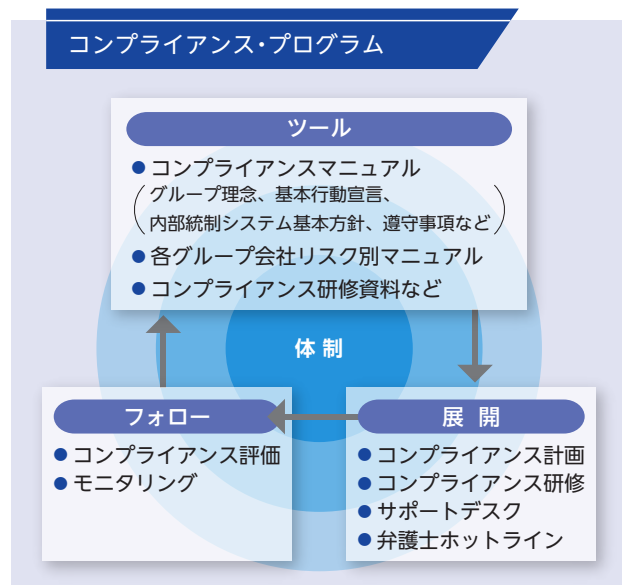 コンプライアンス・プログラム
ツール
●コンプライアンスマニュアル
(グループ理念、基本行動宣言、
内部統制システム基本方針、遵守事項など)
●各グループ会社リスク別マニュアル
●コンプライアンス研修資料など
体制
フォロー
●コンプライアンス評価
●モニタリング
展開
●コンプライアンス計画
●コンプライアンス研修
●サポートデスク
●弁護士ホットライン